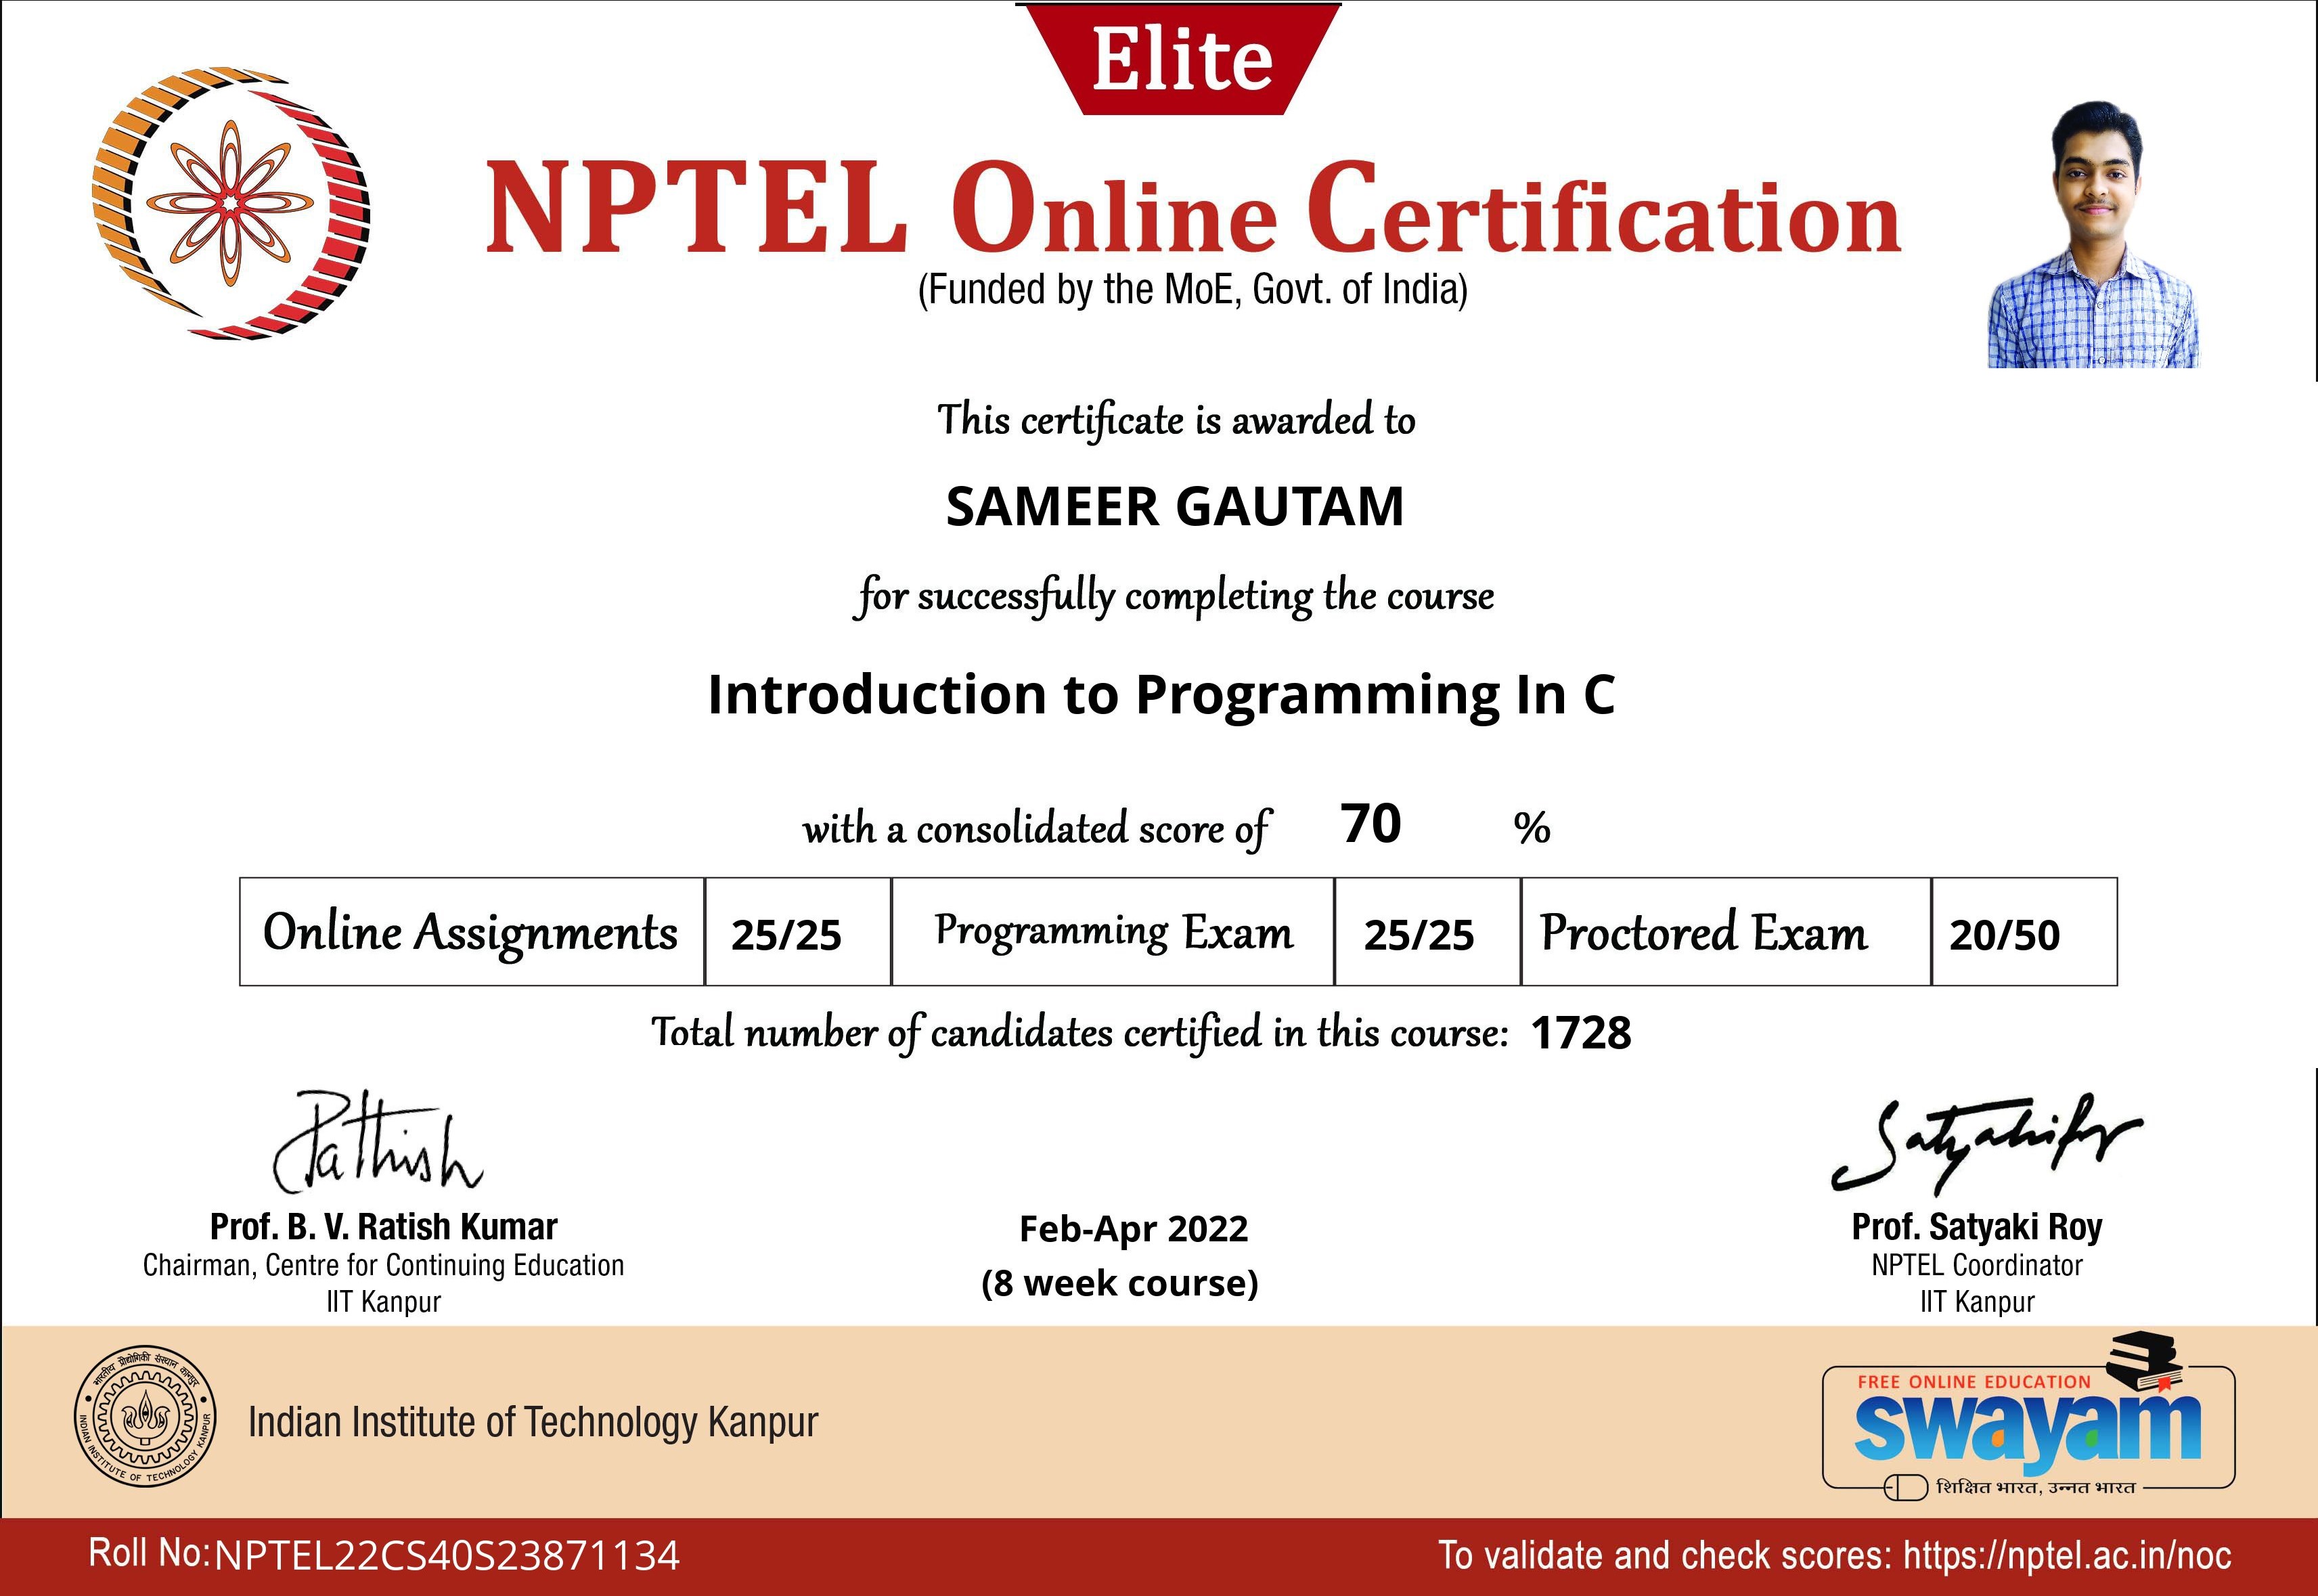 Elite
NPTEL Online Certification
(Funded by the MoE, Govt. of India)
This certificate is awarded to
SAMEER GAUTAM
for successfully completing the course
Introduction to Programming In C
with a consolidated score of 70 %
Online Assignments 25/25 Programming Exam 25/25 Proctored Exam 20/50
Total number of candidates certified in this course: 1728
Prof. B. V. Ratish Kumar
Chairman, Centre for Continuing Education
IIT Kanpur
Feb-Apr 2022
(8 week course)
Prof. Satyaki Roy
NPTEL Coordinator
IIT Kanpur
भारतीय प्रौद्योगिकी संस्थान कानपुर
INDIAN INSTITUTE OF TECHNOLOGY KANPUR
Indian Institute of Technology Kanpur
FREE ONLINE EDUCATION
swayam
शिक्षित भारत, उन्नत भारत
Roll No:NPTEL22CS40S23871134
To validate and check scores: https://nptel.ac.in/noc